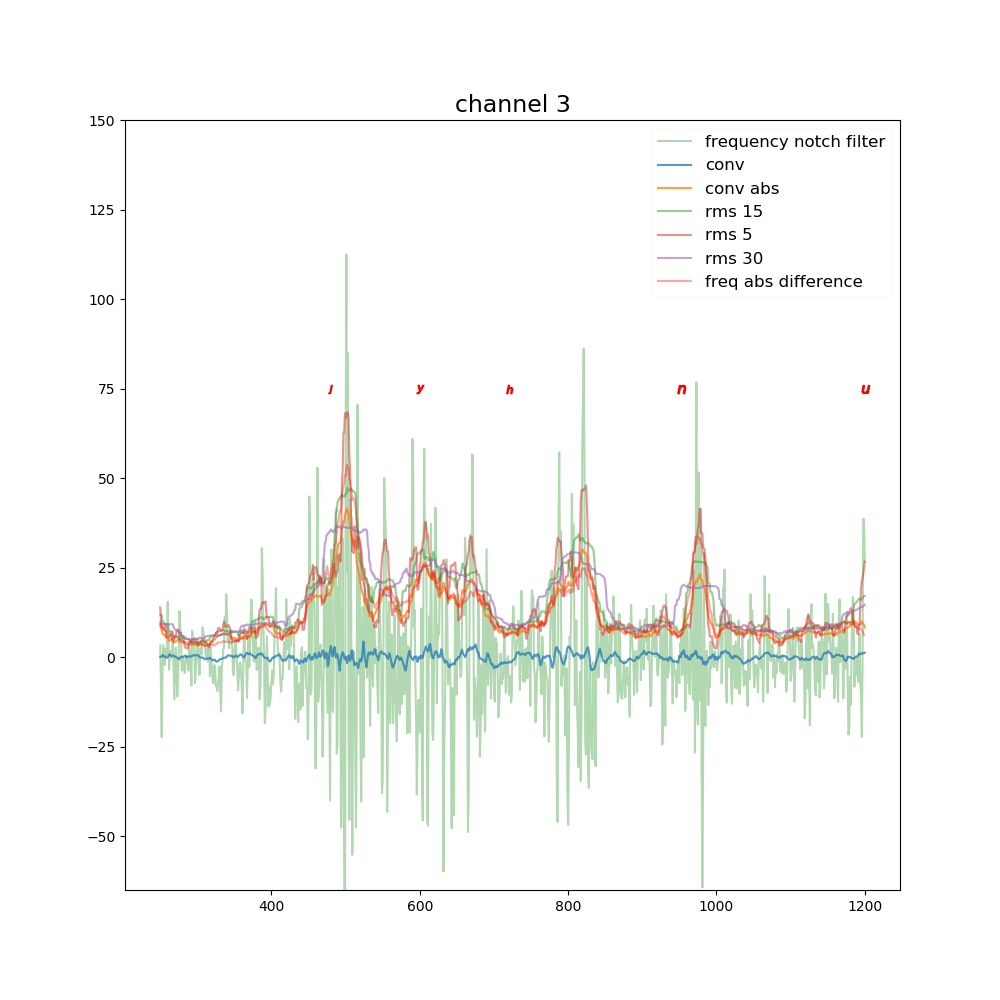 channel 3
150
125
100
75
50
25
0
−25
−50
400
600
800
1000
1200
frequency notch filter
conv
conv abs
rms 15
rms 5
rms 30
freq abs difference
j y h n u